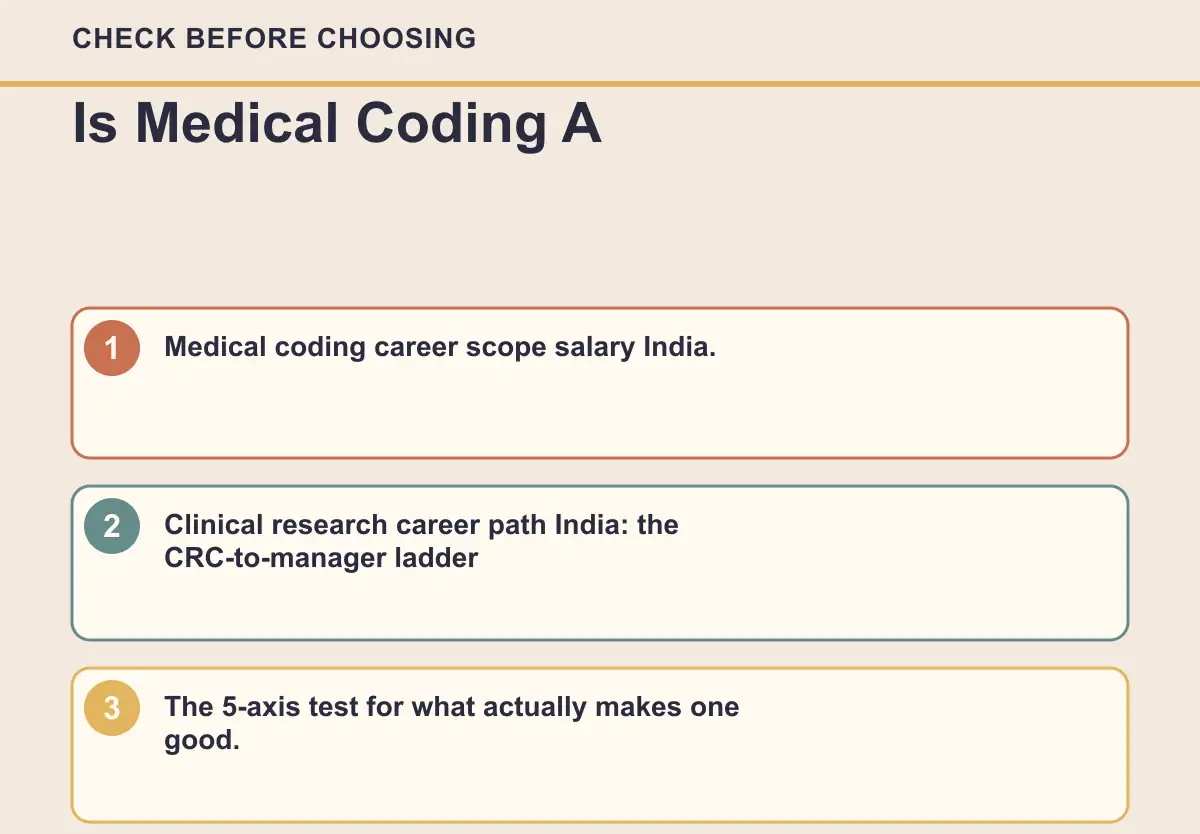 CHECK BEFORE CHOOSING
Is Medical Coding A
1
Medical coding career scope salary India.
2
Clinical research career path India: the
CRC-to-manager ladder
3
The 5-axis test for what actually makes one
good.